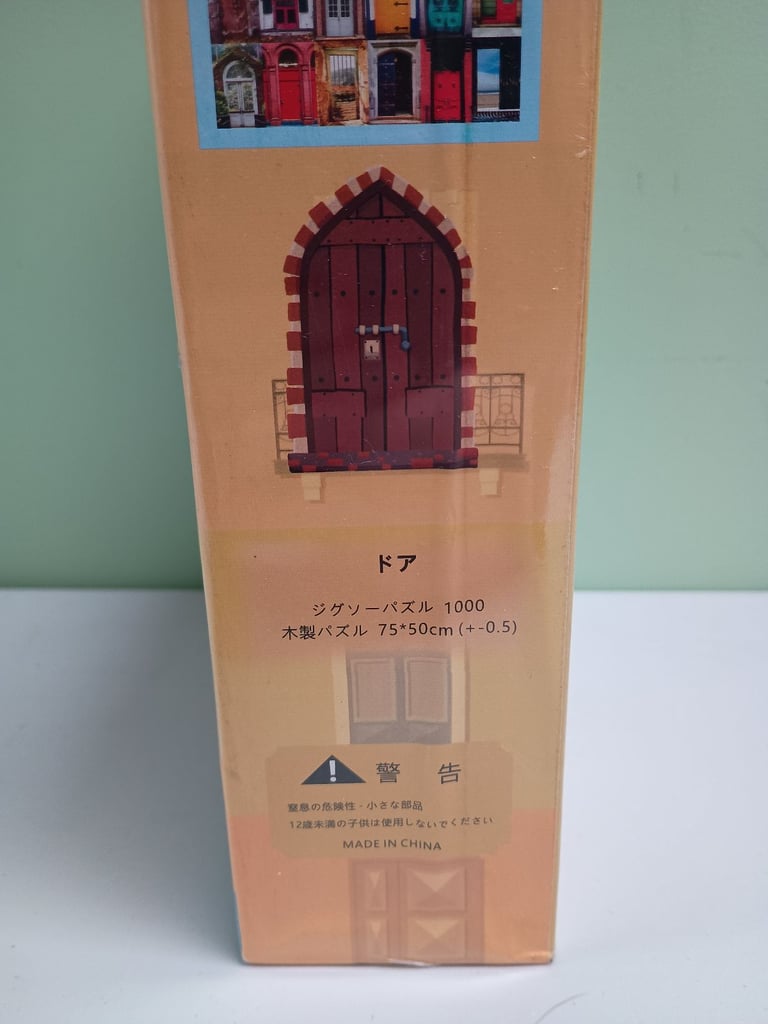 ドア
ジグソーパズル 1000
木製パズル 75*50cm (+-0.5)
警 告
窒息の危険性 - 小さな部品
12歳未満の子供は使用しないでください
MADE IN CHINA